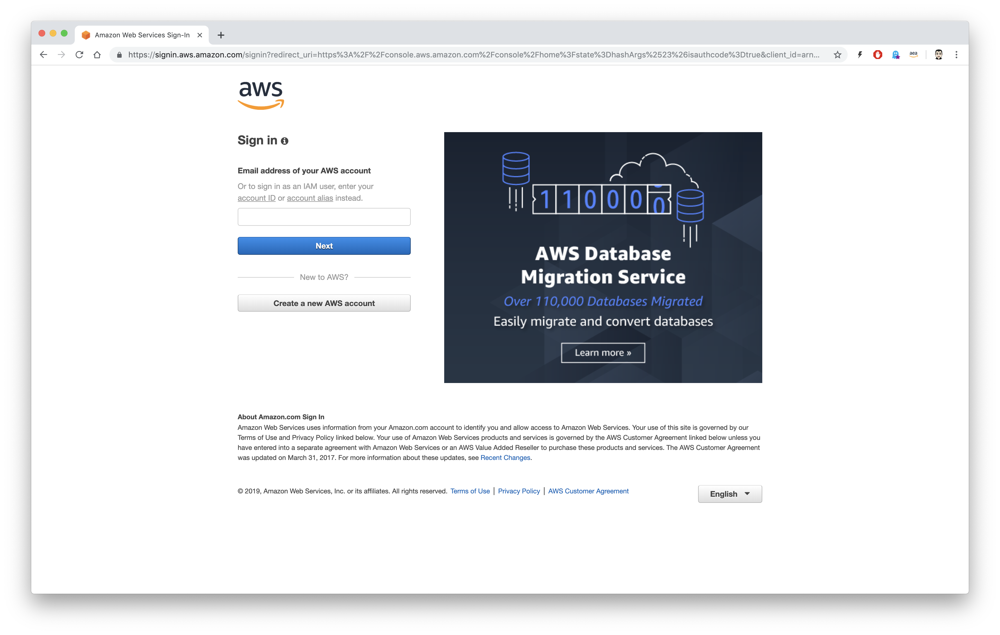 Amazon Web Services Sign-In
https://signin.aws.amazon.com/signin?redirect_uri=https%3A%2F%2Fconsole.aws.amazon.com%2Fconsole%2Fhome%3Fstate%3DhashArgs%2523%26isauthcode%3Dtrue&client_id=arn...
aea
aws
Sign in
Email address of your AWS account
Or to sign in as an IAM user, enter your
account ID or account alias instead.
Next
New to AWS?
Create a new AWS account
110000
AWS Database
Migration Service
Over 110,000 Databases Migrated
Easily migrate and convert databases
Learn more »
About Amazon.com Sign In
Amazon Web Services uses information from your Amazon.com account to identify you and allow access to Amazon Web Services. Your use of this site is governed by our
Terms of Use and Privacy Policy linked below. Your use of Amazon Web Services products and services is governed by the AWS Customer Agreement linked below unless you
have entered into a separate agreement with Amazon Web Services or an AWS Value Added Reseller to purchase these products and services. The AWS Customer Agreement
was updated on March 31, 2017. For more information about these updates, see Recent Changes.
© 2019, Amazon Web Services, Inc. or its affiliates. All rights reserved. Terms of Use | Privacy Policy | AWS Customer Agreement
English